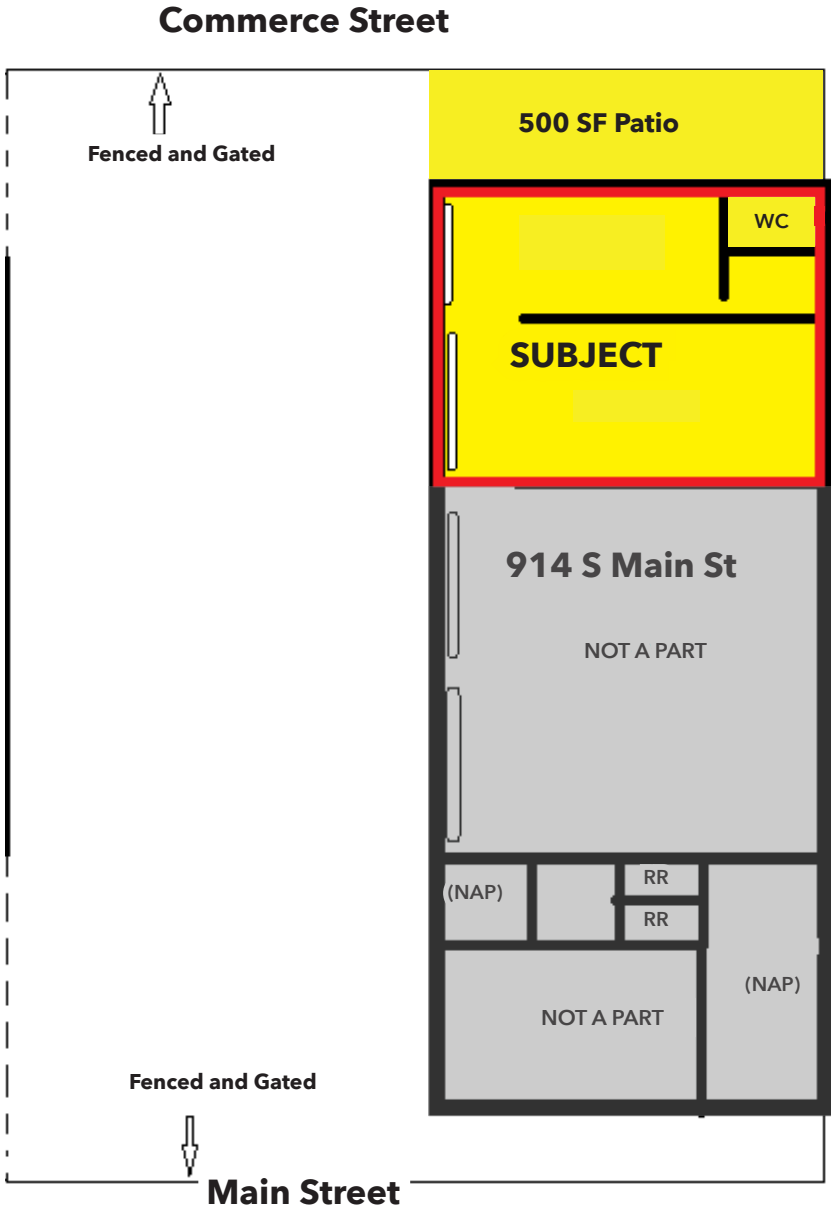 Commerce Street
500 SF Patio
Fenced and Gated
WC
SUBJECT
914 S Main St
NOT A PART
RR
(NAP)
RR
(NAP)
NOT A PART
Fenced and Gated
Main Street